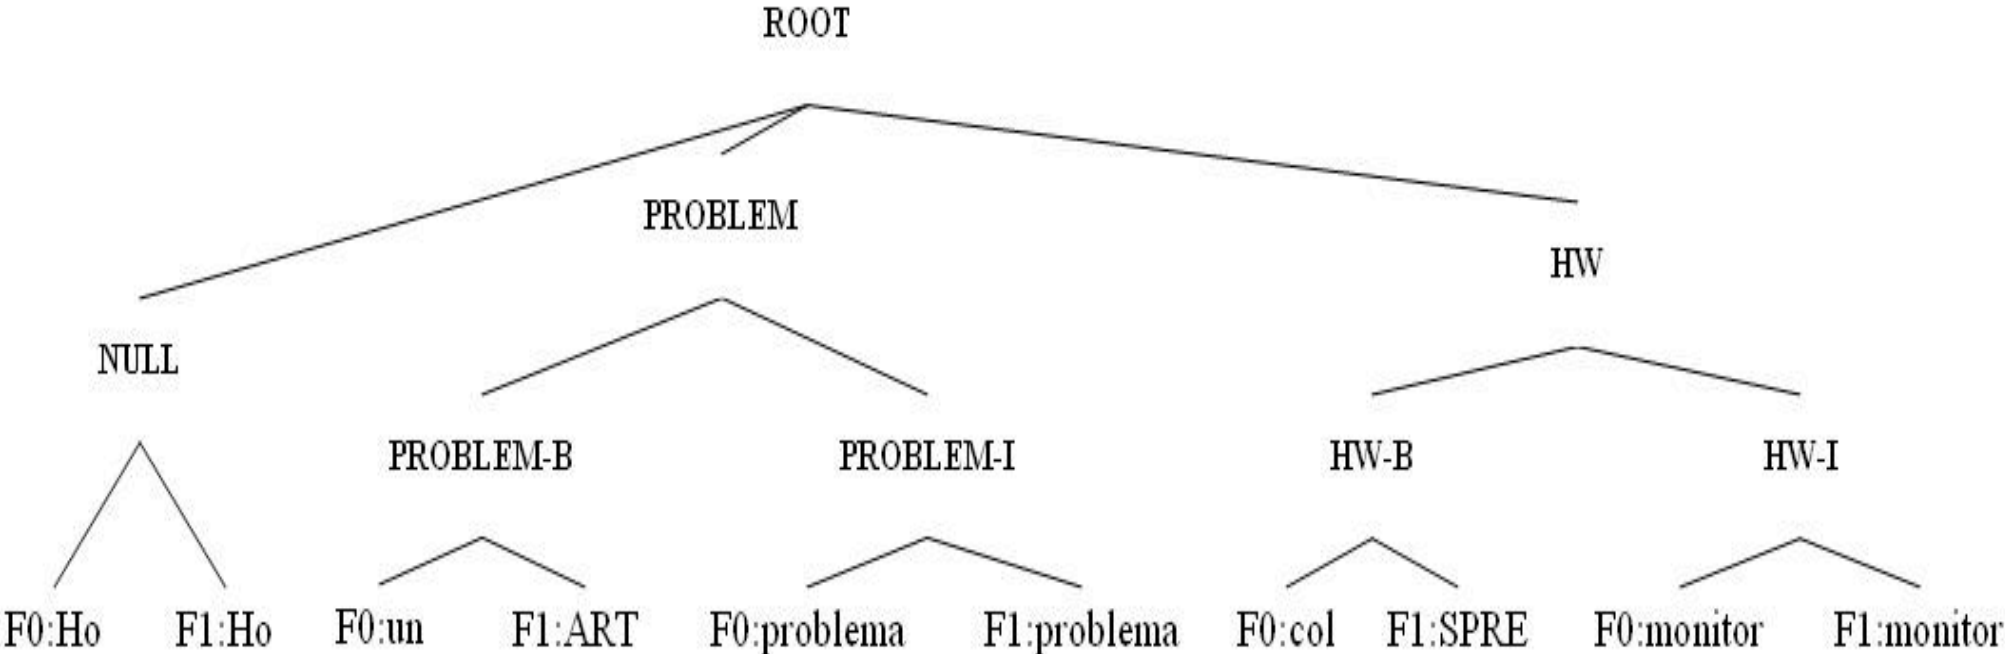 ROOT
PROBLEM
HW
NULL
PROBLEM-B PROBLEM-I HW-B HW-I
F0:Ho F1:Ho F0:un F1:ART F0:problema F1:problema F0:col F1:SPRE F0:monitor F1:monitor